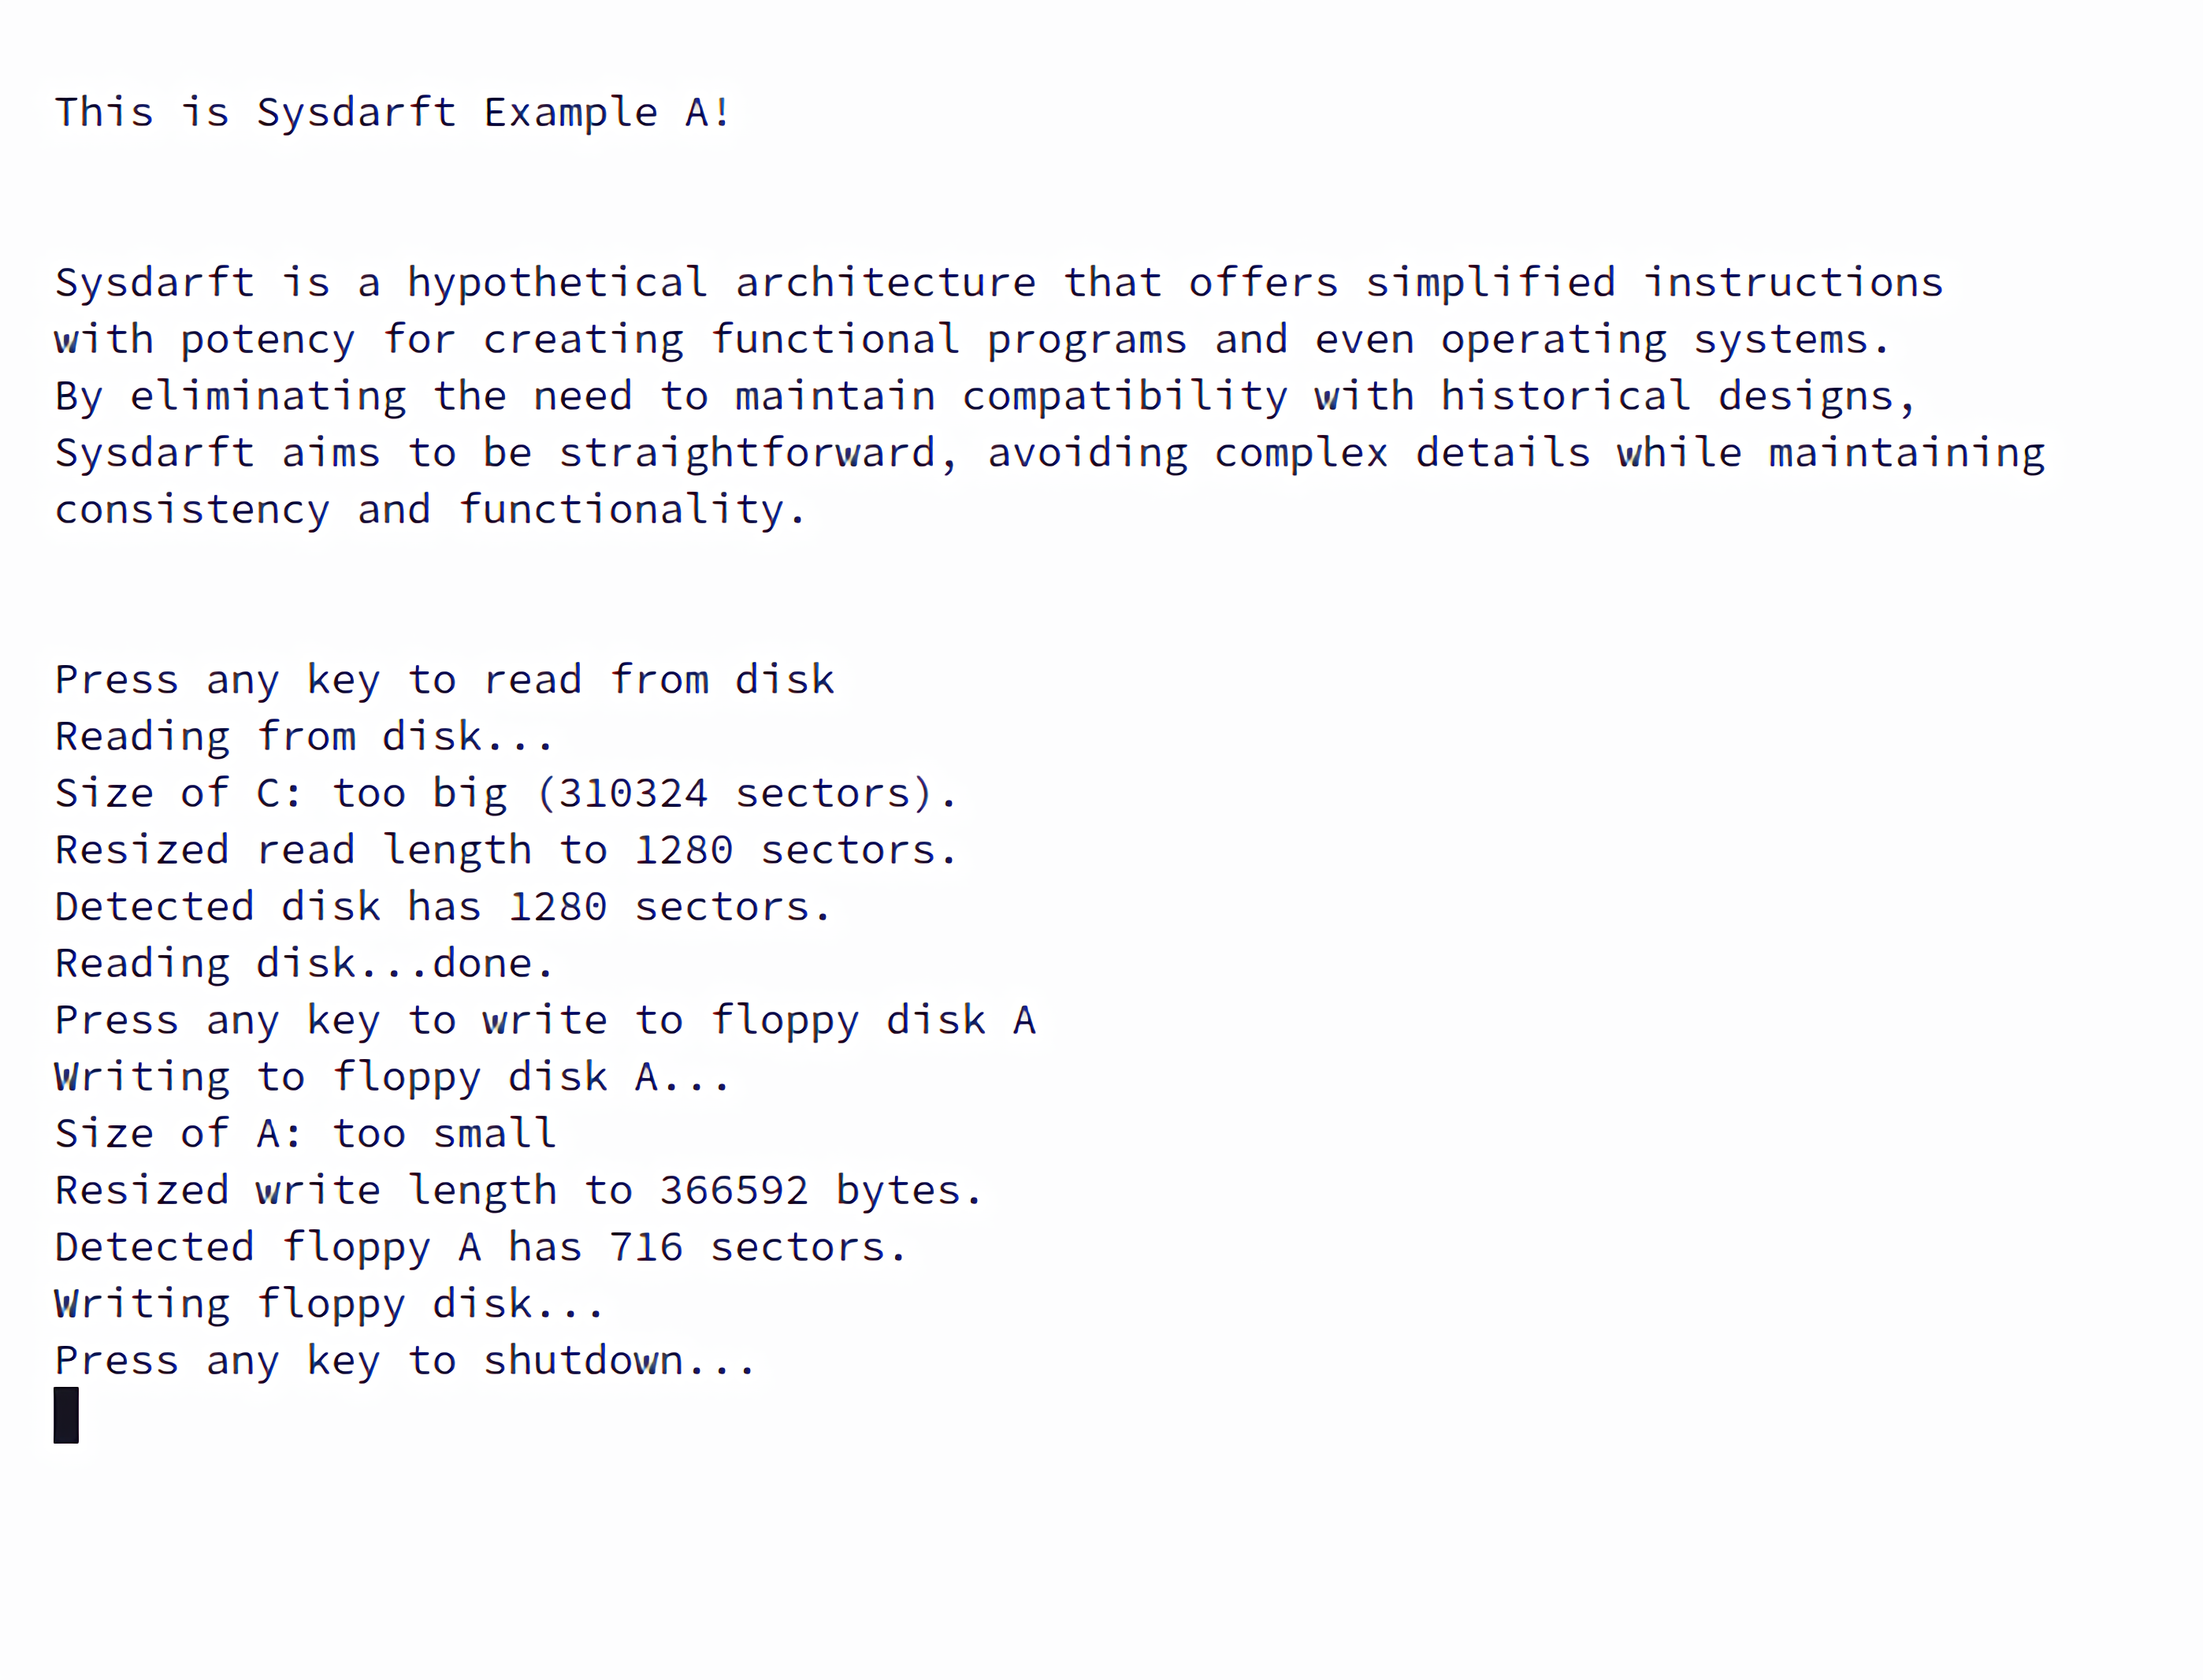 This is Sysdarft Example A!
Sysdarft is a hypothetical architecture that offers simplified instructions
with potency for creating functional programs and even operating systems.
By eliminating the need to maintain compatibility with historical designs,
Sysdarft aims to be straightforward, avoiding complex details while maintaining
consistency and functionality.
Press any key to read from disk
Reading from disk...
Size of C: too big (310324 sectors).
Resized read length to 1280 sectors.
Detected disk has 1280 sectors.
Reading disk...done.
Press any key to write to floppy disk A
Writing to floppy disk A...
Size of A: too small
Resized write length to 366592 bytes.
Detected floppy A has 716 sectors.
Writing floppy disk...
Press any key to shutdown...